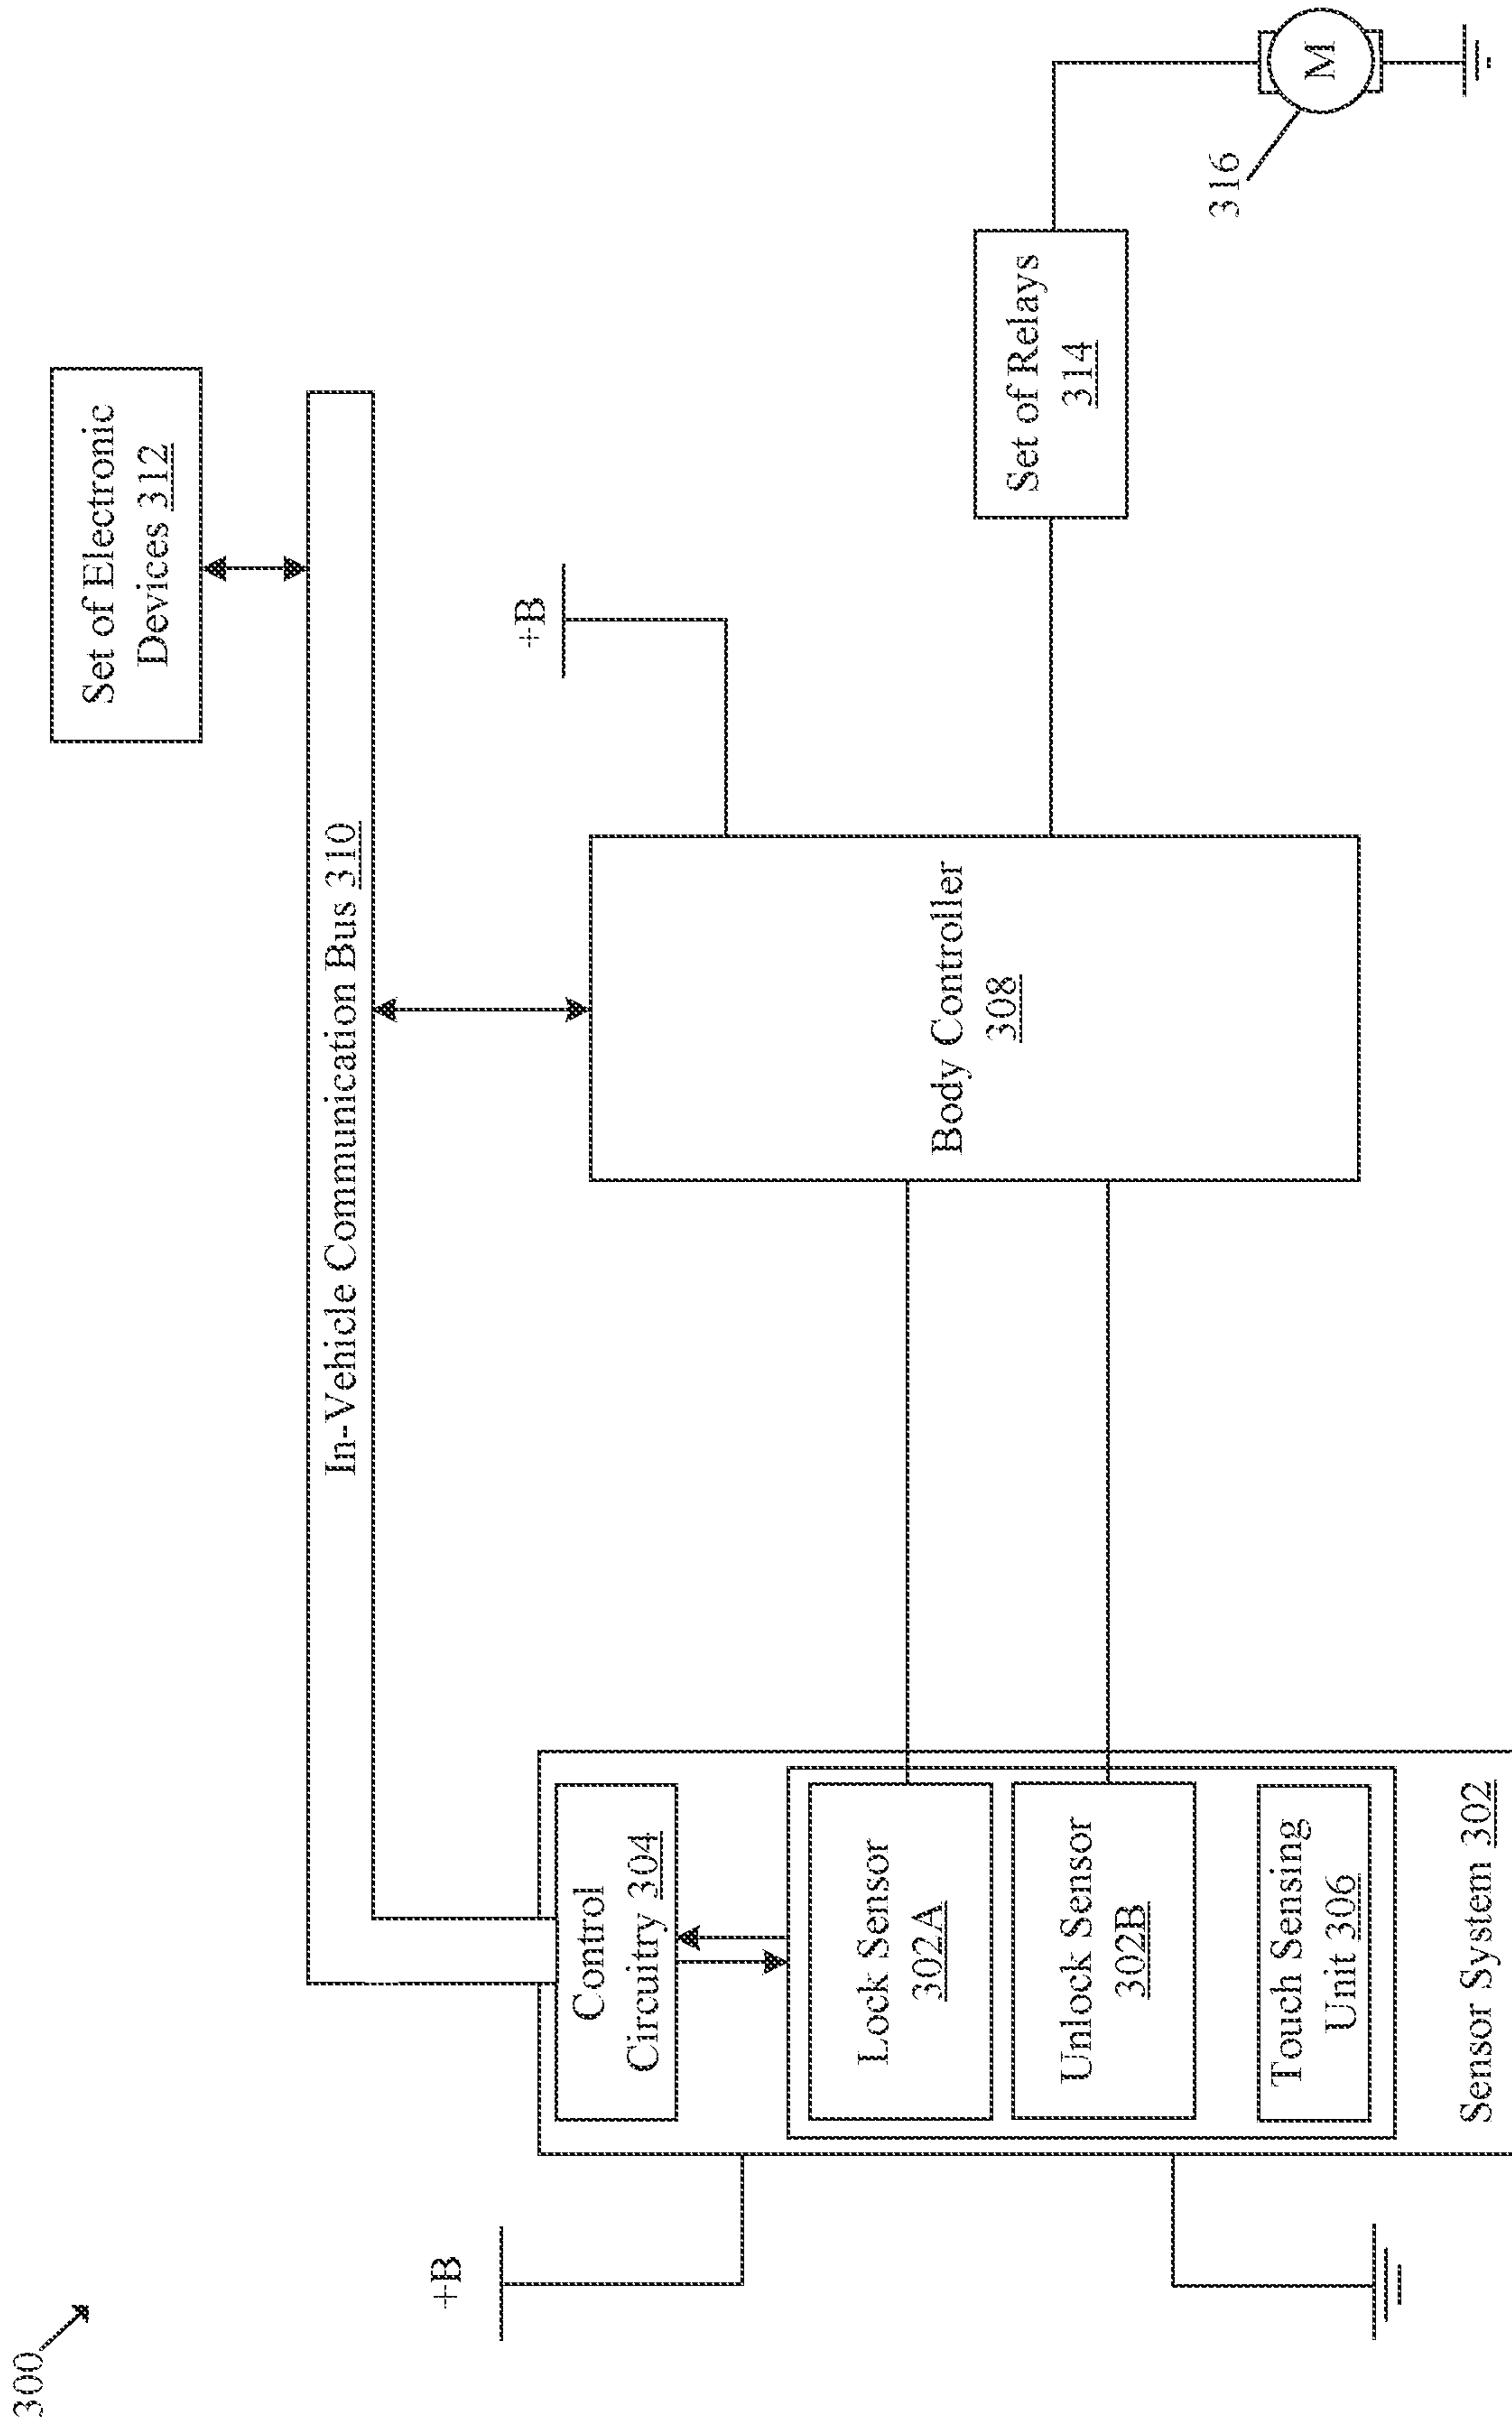 300
Set of Electronic
Devices 312
In-Vehicle Communication Bus 310
+B
+B
Control
Circuitry 304
Lock Sensor
302A
Unlock Sensor
302B
Touch Sensing
Unit 306
Sensor System 302
Body Controller
308
Set of Relays
314
316
M